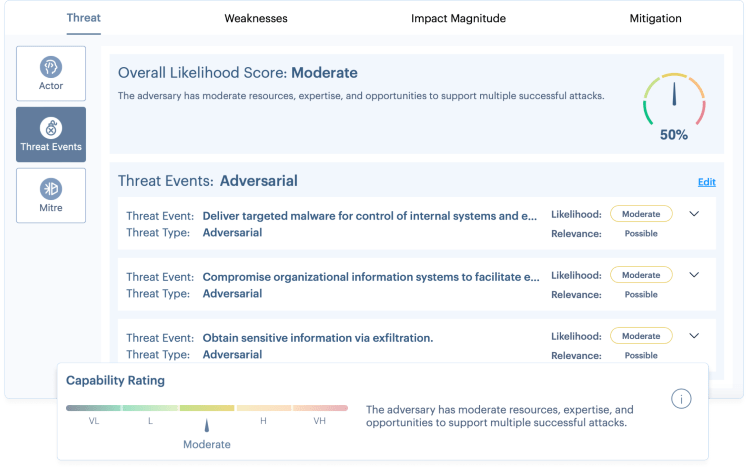 Threat
Weaknesses
Impact Magnitude
Mitigation
Actor
Threat Events
Mitre
Overall Likelihood Score: Moderate
The adversary has moderate resources, expertise, and opportunities to support multiple successful attacks.
50%
Threat Events: Adversarial
Edit
Threat Event: Deliver targeted malware for control of internal systems and e...
Threat Type: Adversarial
Likelihood: Moderate
Relevance: Possible
Threat Event: Compromise organizational information systems to facilitate e...
Threat Type: Adversarial
Likelihood: Moderate
Relevance: Possible
Threat Event: Obtain sensitive information via exfiltration.
Threat Type: Adversarial
Likelihood: Moderate
Relevance: Possible
Capability Rating
VL L H VH
Moderate
The adversary has moderate resources, expertise, and
opportunities to support multiple successful attacks.
i